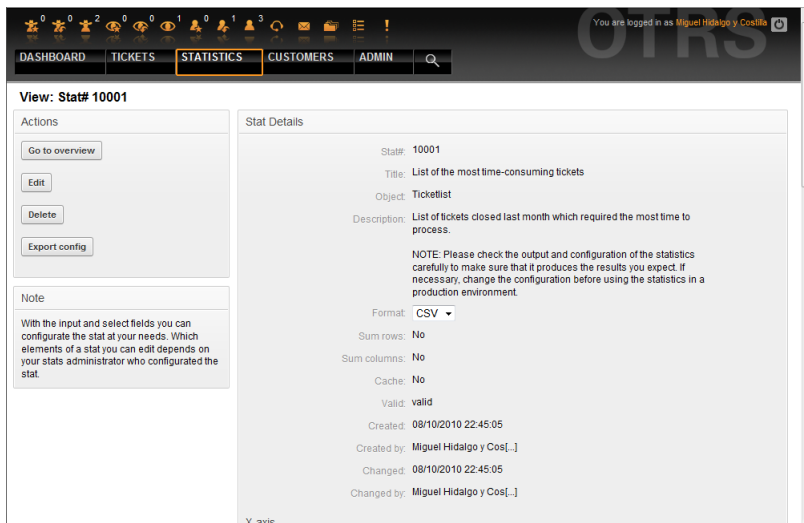 0 0 2 0 0 1 0 1 3
You are logged in as Miguel Hidalgo y Costilla
OTRS
DASHBOARD TICKETS STATISTICS CUSTOMERS ADMIN
View: Stat# 10001
Actions
Go to overview
Edit
Delete
Export config
Note
With the input and select fields you can
configurate the stat at your needs. Which
elements of a stat you can edit depends on
your stats administrator who configurated the
stat.
Stat Details
Stat#: 10001
Title: List of the most time-consuming tickets
Object: Ticketlist
Description: List of tickets closed last month which required the most time to
process.
NOTE: Please check the output and configuration of the statistics
carefully to make sure that it produces the results you expect. If
necessary, change the configuration before using the statistics in a
production environment.
Format: CSV
Sum rows: No
Sum columns: No
Cache: No
Valid: valid
Created: 08/10/2010 22:45:05
Created by: Miguel Hidalgo y Cos[...]
Changed: 08/10/2010 22:45:05
Changed by: Miguel Hidalgo y Cos[...]
X-axis